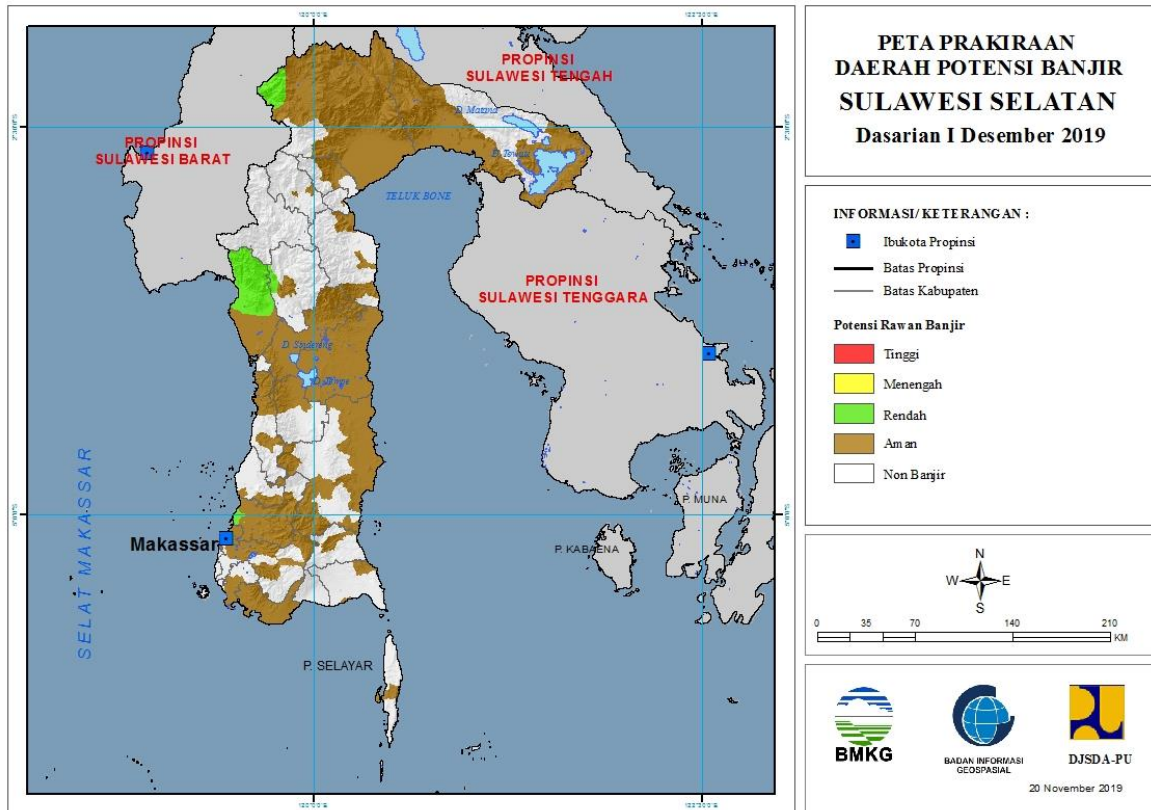 PETA PRAKIRAAN
DAERAH POTENSI BANJIR
SULAWESI SELATAN
Dasarian I Desember 2019
INFORMASI/ KETERANGAN :
Ibukota Propinsi
Batas Propinsi
Batas Kabupaten
Potensi Rawan Banjir
Tinggi
Menengah
Rendah
Aman
Non Banjir
N
W E
S
0 35 70 140 210
KM
BMKG
BADAN INFORMASI
GEOSPASIAL
DJSDA-PU
20 November 2019
PROPINSI
SULAWESI TENGAH
PROPINSI
SULAWESI BARAT
D. Matana
D. Towuti
TELUK BONE
PROPINSI
SULAWESI TENGGARA
SELAT MAKASSAR
Makassar
P. MUNA
P. KABAENA
P. SELAYAR